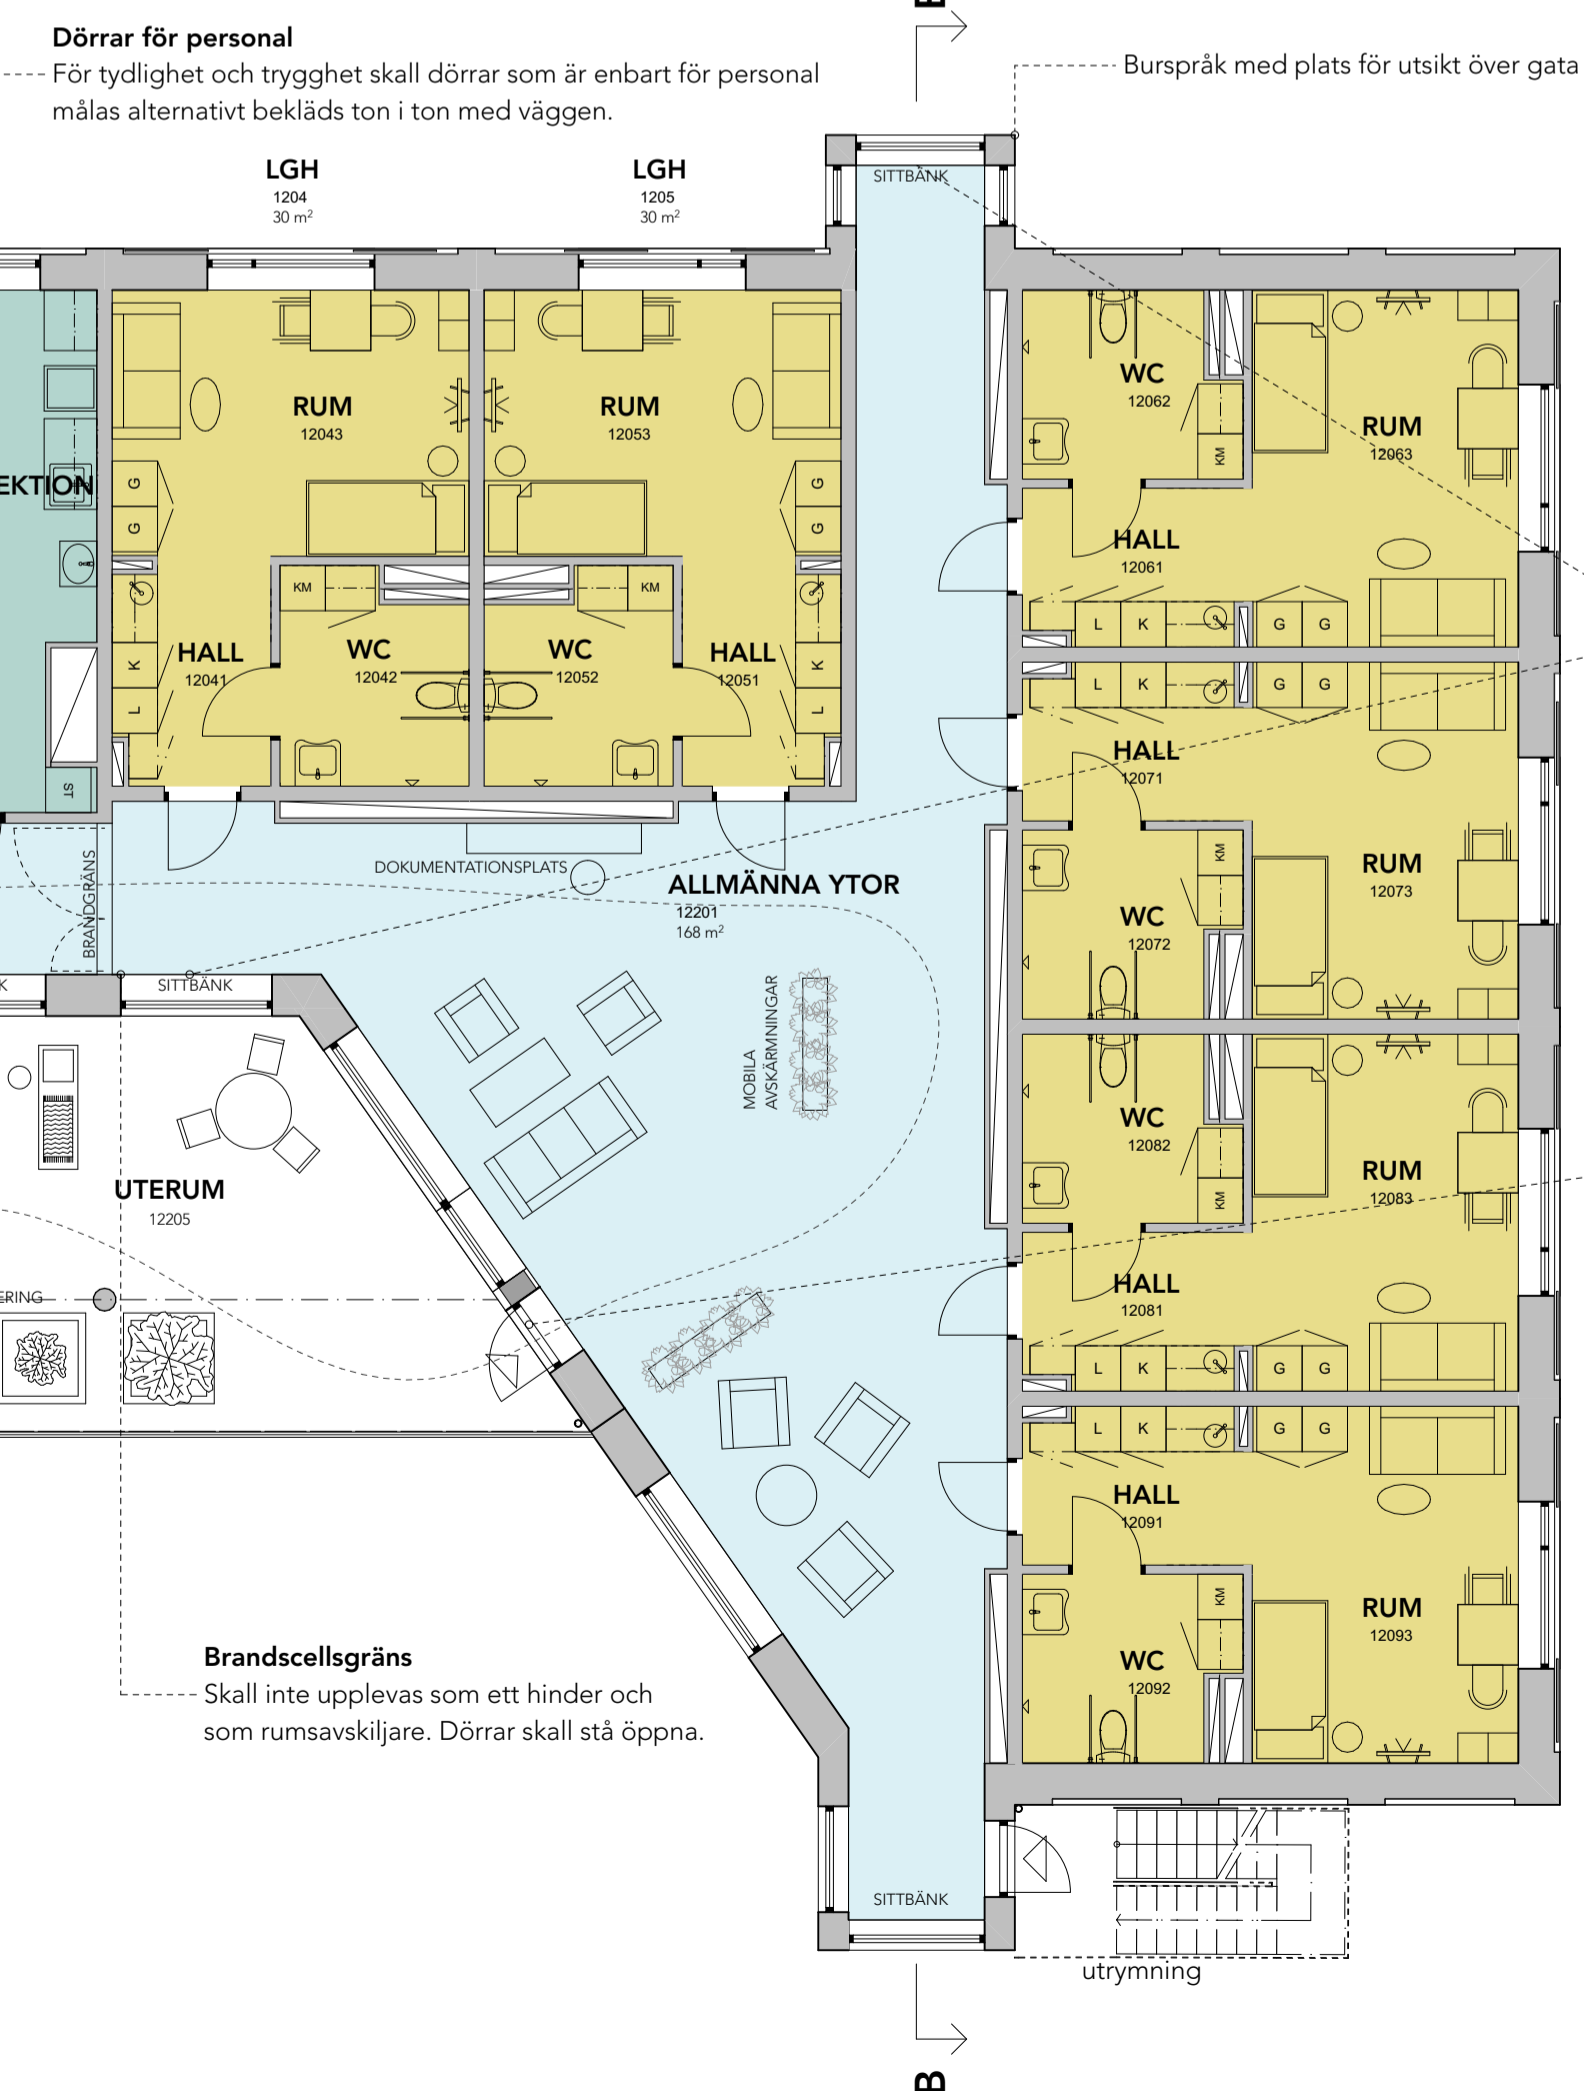 B
Dörrar för personal
För tydlighet och trygghet skall dörrar som är enbart för personal
målas alternativt bekläds ton i ton med väggen.
Burspråk med plats för utsikt över gata
LGH
1204
30 m²
LGH
1205
30 m²
SITTBÄNK
RUM
12043
RUM
12053
WC
12062
KM
RUM
12063
EKTION
G
G
G
G
HALL
12061
L
K
G
G
KM
KM
HALL
12041
WC
12042
WC
12052
HALL
12051
K
L
K
L
ST
L
K
G
G
HALL
12071
KM
RUM
12073
WC
12072
BRANDGRÄNS
DOKUMENTATIONSPLATS
ALLMÄNNA YTOR
12201
168 m²
K
SITTBÄNK
MOBILA
AVSKÄRMNINGAR
WC
12082
KM
RUM
12083
UTERUM
12205
ERING
HALL
12081
L
K
G
G
L
K
G
G
HALL
12091
KM
RUM
12093
WC
12092
Brandscellsgräns
Skall inte upplevas som ett hinder och
som rumsavskiljare. Dörrar skall stå öppna.
SITTBÄNK
utrymning
B